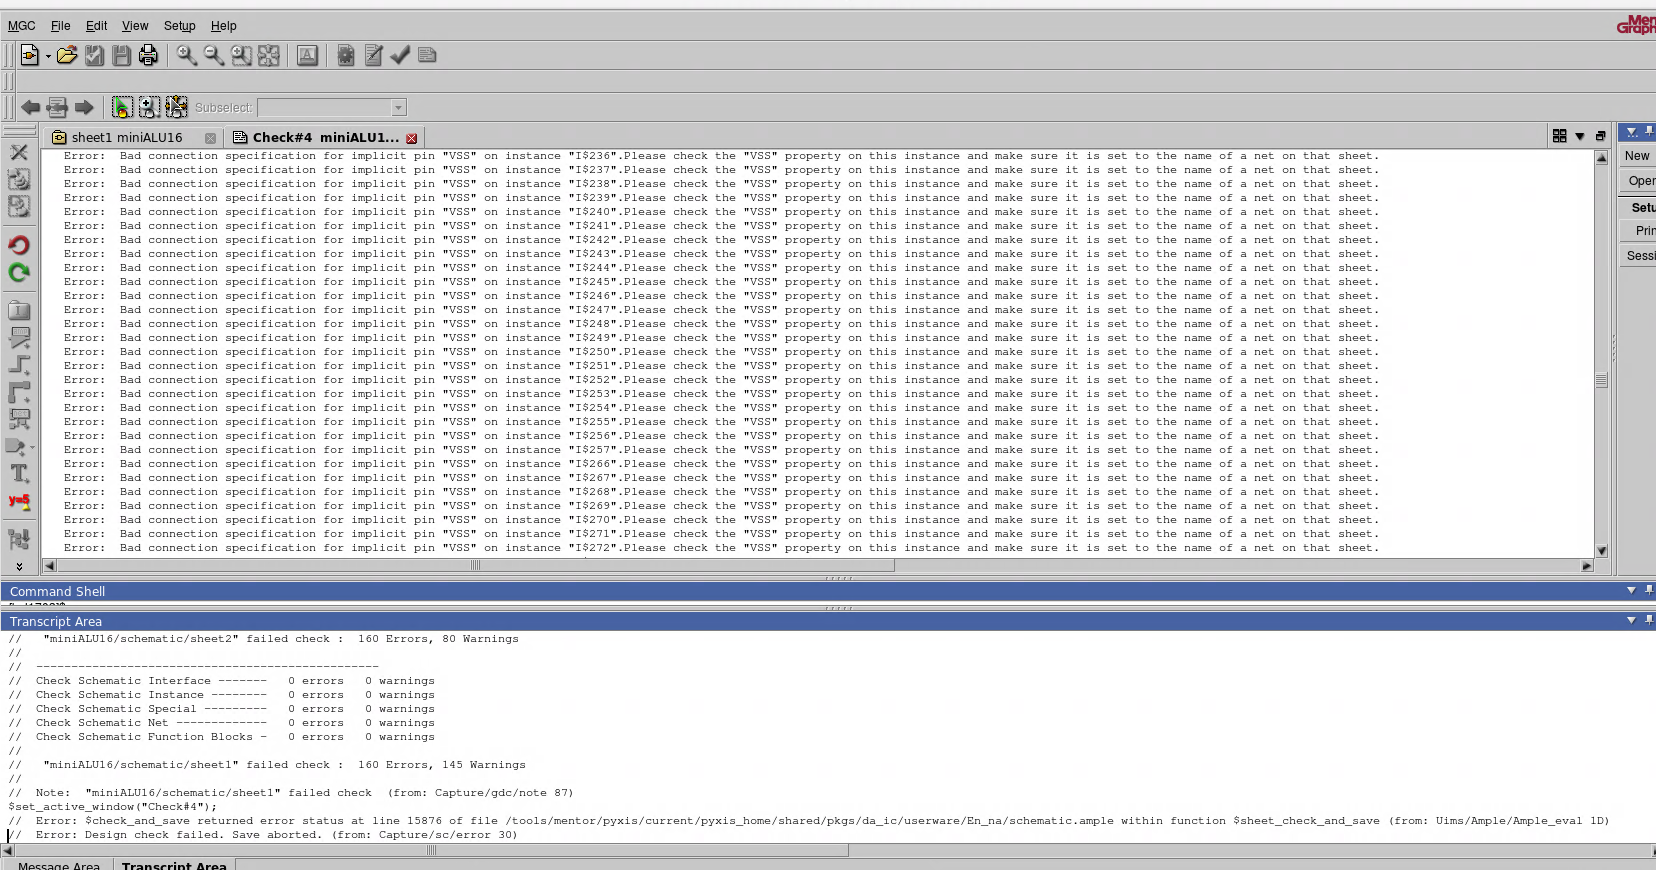 MGC File Edit View Setup Help
Subselect:
sheet1 miniALU16 Check#4 miniALU1...
Error: Bad connection specification for implicit pin "VSS" on instance "I$236".Please check the "VSS" property on this instance and make sure it is set to the name of a net on that sheet.
Error: Bad connection specification for implicit pin "VSS" on instance "I$237".Please check the "VSS" property on this instance and make sure it is set to the name of a net on that sheet.
Error: Bad connection specification for implicit pin "VSS" on instance "I$238".Please check the "VSS" property on this instance and make sure it is set to the name of a net on that sheet.
Error: Bad connection specification for implicit pin "VSS" on instance "I$239".Please check the "VSS" property on this instance and make sure it is set to the name of a net on that sheet.
Error: Bad connection specification for implicit pin "VSS" on instance "I$240".Please check the "VSS" property on this instance and make sure it is set to the name of a net on that sheet.
Error: Bad connection specification for implicit pin "VSS" on instance "I$241".Please check the "VSS" property on this instance and make sure it is set to the name of a net on that sheet.
Error: Bad connection specification for implicit pin "VSS" on instance "I$242".Please check the "VSS" property on this instance and make sure it is set to the name of a net on that sheet.
Error: Bad connection specification for implicit pin "VSS" on instance "I$243".Please check the "VSS" property on this instance and make sure it is set to the name of a net on that sheet.
Error: Bad connection specification for implicit pin "VSS" on instance "I$244".Please check the "VSS" property on this instance and make sure it is set to the name of a net on that sheet.
Error: Bad connection specification for implicit pin "VSS" on instance "I$245".Please check the "VSS" property on this instance and make sure it is set to the name of a net on that sheet.
Error: Bad connection specification for implicit pin "VSS" on instance "I$246".Please check the "VSS" property on this instance and make sure it is set to the name of a net on that sheet.
Error: Bad connection specification for implicit pin "VSS" on instance "I$247".Please check the "VSS" property on this instance and make sure it is set to the name of a net on that sheet.
Error: Bad connection specification for implicit pin "VSS" on instance "I$248".Please check the "VSS" property on this instance and make sure it is set to the name of a net on that sheet.
Error: Bad connection specification for implicit pin "VSS" on instance "I$249".Please check the "VSS" property on this instance and make sure it is set to the name of a net on that sheet.
Error: Bad connection specification for implicit pin "VSS" on instance "I$250".Please check the "VSS" property on this instance and make sure it is set to the name of a net on that sheet.
Error: Bad connection specification for implicit pin "VSS" on instance "I$251".Please check the "VSS" property on this instance and make sure it is set to the name of a net on that sheet.
Error: Bad connection specification for implicit pin "VSS" on instance "I$252".Please check the "VSS" property on this instance and make sure it is set to the name of a net on that sheet.
Error: Bad connection specification for implicit pin "VSS" on instance "I$253".Please check the "VSS" property on this instance and make sure it is set to the name of a net on that sheet.
Error: Bad connection specification for implicit pin "VSS" on instance "I$254".Please check the "VSS" property on this instance and make sure it is set to the name of a net on that sheet.
Error: Bad connection specification for implicit pin "VSS" on instance "I$255".Please check the "VSS" property on this instance and make sure it is set to the name of a net on that sheet.
Error: Bad connection specification for implicit pin "VSS" on instance "I$256".Please check the "VSS" property on this instance and make sure it is set to the name of a net on that sheet.
Error: Bad connection specification for implicit pin "VSS" on instance "I$257".Please check the "VSS" property on this instance and make sure it is set to the name of a net on that sheet.
Error: Bad connection specification for implicit pin "VSS" on instance "I$266".Please check the "VSS" property on this instance and make sure it is set to the name of a net on that sheet.
Error: Bad connection specification for implicit pin "VSS" on instance "I$267".Please check the "VSS" property on this instance and make sure it is set to the name of a net on that sheet.
Error: Bad connection specification for implicit pin "VSS" on instance "I$268".Please check the "VSS" property on this instance and make sure it is set to the name of a net on that sheet.
Error: Bad connection specification for implicit pin "VSS" on instance "I$269".Please check the "VSS" property on this instance and make sure it is set to the name of a net on that sheet.
Error: Bad connection specification for implicit pin "VSS" on instance "I$270".Please check the "VSS" property on this instance and make sure it is set to the name of a net on that sheet.
Error: Bad connection specification for implicit pin "VSS" on instance "I$271".Please check the "VSS" property on this instance and make sure it is set to the name of a net on that sheet.
Error: Bad connection specification for implicit pin "VSS" on instance "I$272".Please check the "VSS" property on this instance and make sure it is set to the name of a net on that sheet.
New
Setu
y=5
Command Shell
Transcript Area
// "miniALU16/schematic/sheet2" failed check : 160 Errors, 80 Warnings
//
// -------------------------------------------------
// Check Schematic Interface ------- 0 errors 0 warnings
// Check Schematic Instance -------- 0 errors 0 warnings
// Check Schematic Special --------- 0 errors 0 warnings
// Check Schematic Net ------------- 0 errors 0 warnings
// Check Schematic Function Blocks - 0 errors 0 warnings
//
// "miniALU16/schematic/sheet1" failed check : 160 Errors, 145 Warnings
//
// Note: "miniALU16/schematic/sheet1" failed check (from: Capture/gdc/note 87)
$set_active_window("Check#4");
// Error: $check_and_save returned error status at line 15876 of file /tools/mentor/pyxis/current/pyxis_home/shared/pkgs/da_ic/userware/En_na/schematic.ample within function $sheet_check_and_save (from: Uims/Ample/Ample_eval 1D)
// Error: Design check failed. Save aborted. (from: Capture/sc/error 30)
Message Area Transcript Area